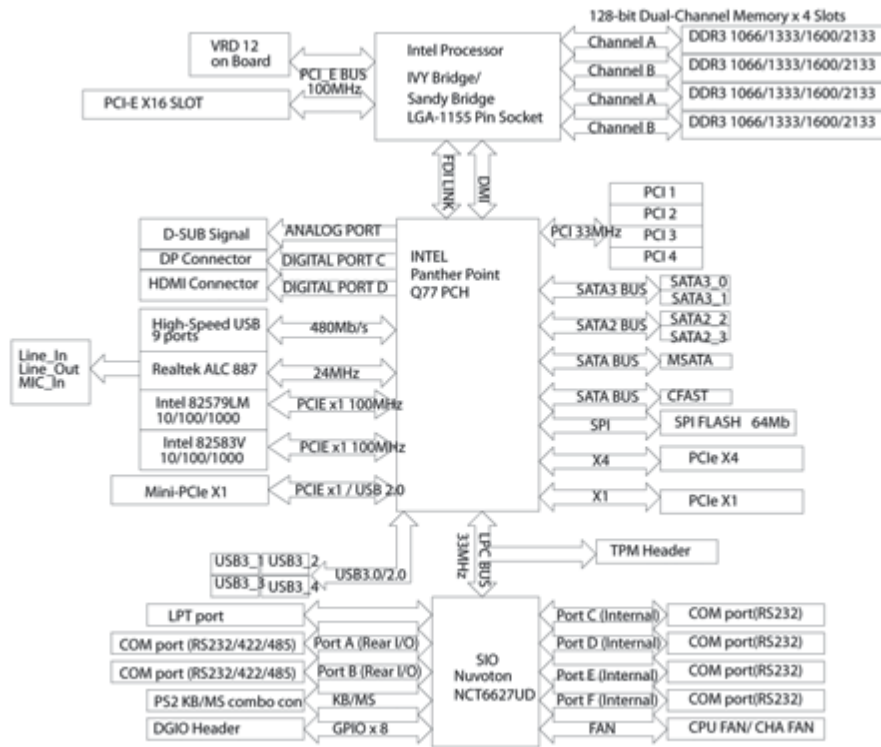 128-bit Dual-Channel Memory x 4 Slots
VRD 12
on Board
PCI_E BUS
100MHz
PCI-E X16 SLOT
Intel Processor
IVY Bridge/
Sandy Bridge
LGA-1155 Pin Socket
Channel A
DDR3 1066/1333/1600/2133
Channel B
DDR3 1066/1333/1600/2133
Channel A
DDR3 1066/1333/1600/2133
Channel B
DDR3 1066/1333/1600/2133
FDI LINK
DMI
D-SUB Signal
ANALOG PORT
DP Connector
DIGITAL PORT C
HDMI Connector
DIGITAL PORT D
INTEL
Panther Point
Q77 PCH
PCI 33MHz
PCI 1
PCI 2
PCI 3
PCI 4
SATA3 BUS
SATA3_0
SATA3_1
SATA2 BUS
SATA2_2
SATA2_3
SATA BUS
MSATA
SATA BUS
CFAST
SPI
SPI FLASH 64Mb
X4
PCIe X4
X1
PCIe X1
High-Speed USB
9 ports
480Mb/s
Line_In
Line_Out
MIC_In
Realtek ALC 887
24MHz
Intel 82579LM
10/100/1000
PCIE x1 100MHz
Intel 82583V
10/100/1000
PCIE x1 100MHz
Mini-PCIe X1
PCIE x1 / USB 2.0
USB3_1 USB3_2
USB3_3 USB3_4
USB3.0/2.0
LPC BUS
33MHz
TPM Header
LPT port
COM port (RS232/422/485)
Port A (Rear I/O)
COM port (RS232/422/485)
Port B (Rear I/O)
PS2 KB/MS combo con
KB/MS
DGIO Header
GPIO x 8
SIO
Nuvoton
NCT6627UD
Port C (Internal)
COM port(RS232)
Port D (Internal)
COM port(RS232)
Port E (Internal)
COM port(RS232)
Port F (Internal)
COM port(RS232)
FAN
CPU FAN/ CHA FAN